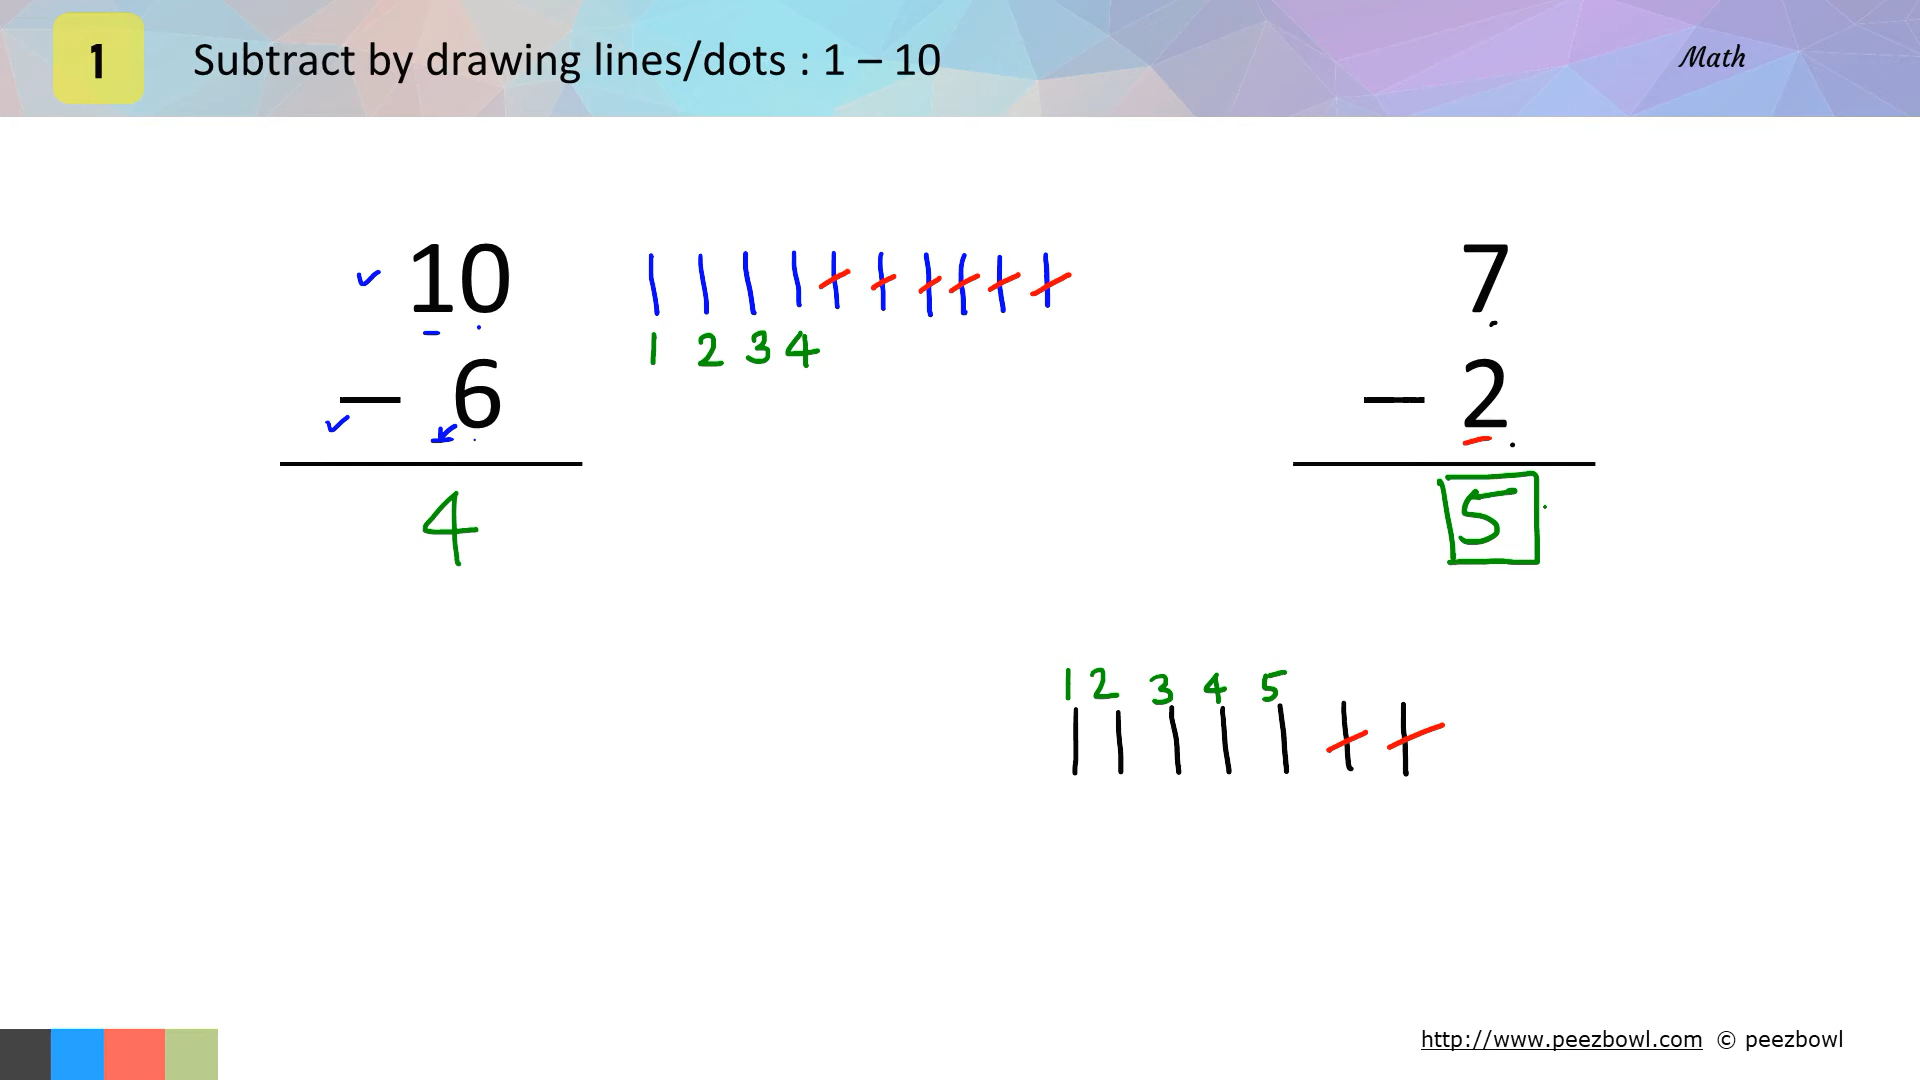 1
Subtract by drawing lines/dots : 1 – 10
Math
10
– 6
4
1 2 3 4
7
– 2
5
1 2 3 4 5
http://www.peezbowl.com © peezbowl